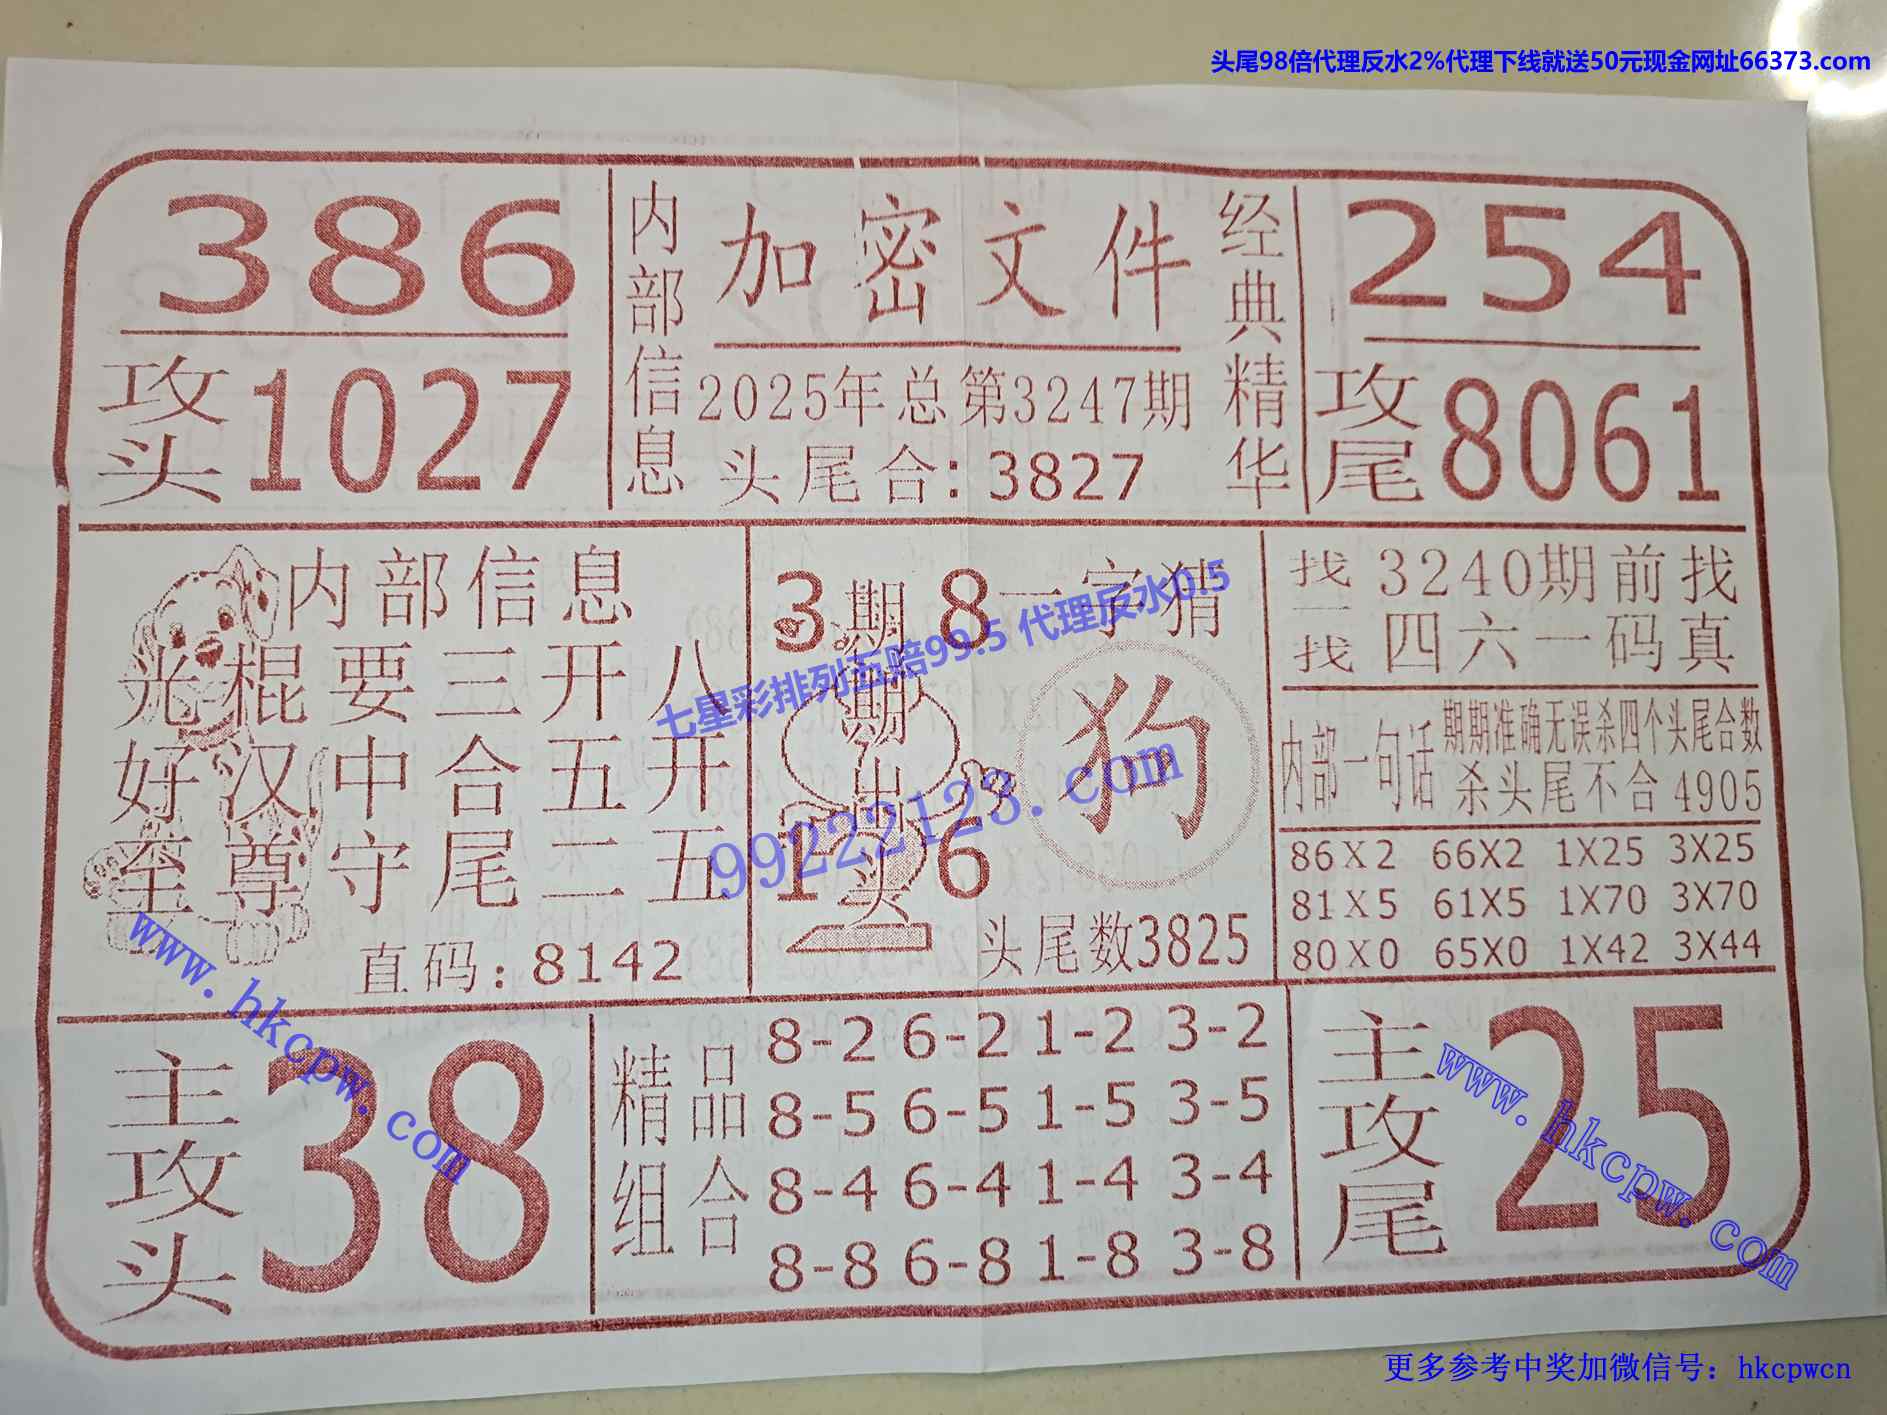 头尾98倍代理反水2%代理下线就送50元现金网址66373.com
386
攻头1027
内部信息
加密文件
2025年总第3247期
头尾合:3827
经典精华
254
攻尾8061
内部信息
光棍要三开八
好汉中合五开
至尊守尾二五
直码:8142
3 8
期期出头
1 6
一字猜
狗
头尾数3825
七星彩排列五赔99.5 代理反水0.5
99222123.com
找一找
3240期前找
四六一码真
内部一句话
期期准确无误杀四个头尾合数
杀头尾不合4905
86X2 66X2 1X25 3X25
81X5 61X5 1X70 3X70
80X0 65X0 1X42 3X44
www.hkcpw.com
主攻头
38
精品组合
8-2 6-2 1-2 3-2
8-5 6-5 1-5 3-5
8-4 6-4 1-4 3-4
8-8 6-8 1-8 3-8
主攻尾
25
www.hkcpw.com
更多参考中奖加微信号：hkcpwcn